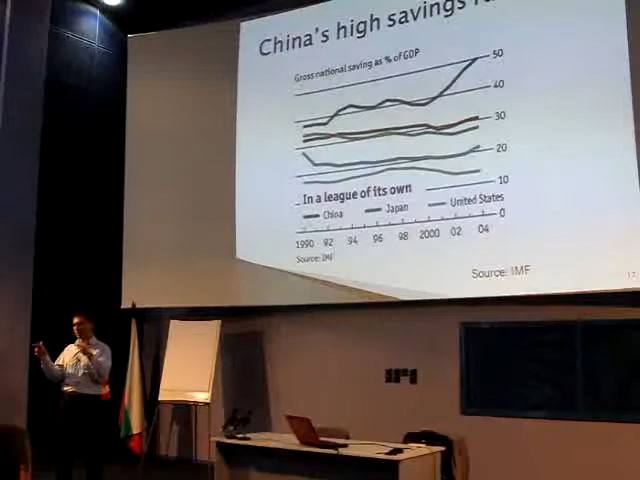 China's high savings
Gross national saving as % of GDP
50
40
30
20
In a league of its own
10
China Japan United States
0
1990 92 94 96 98 2000 02 04
Source: IMF
Source: IMF